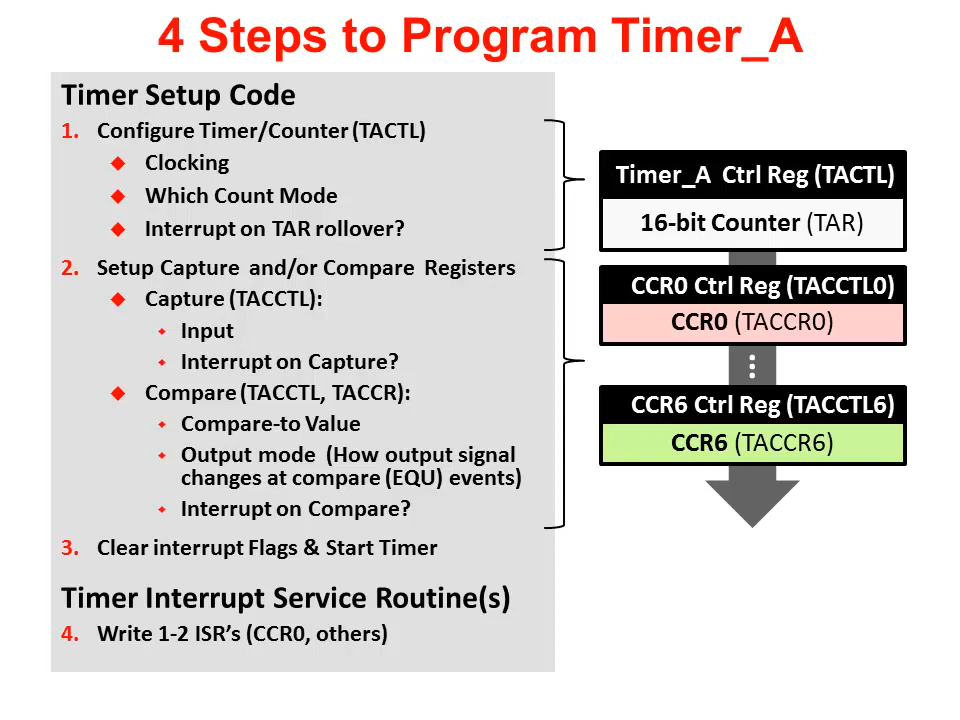 4 Steps to Program Timer_A
Timer Setup Code
1. Configure Timer/Counter (TACTL)
Clocking
Which Count Mode
Interrupt on TAR rollover?
2. Setup Capture and/or Compare Registers
Capture (TACCTL):
Input
Interrupt on Capture?
Compare (TACCTL, TACCR):
Compare-to Value
Output mode (How output signal
changes at compare (EQU) events)
Interrupt on Compare?
3. Clear interrupt Flags & Start Timer
Timer Interrupt Service Routine(s)
4. Write 1-2 ISR's (CCR0, others)
Timer_A Ctrl Reg (TACTL)
16-bit Counter (TAR)
CCR0 Ctrl Reg (TACCTL0)
CCR0 (TACCR0)
⋮
CCR6 Ctrl Reg (TACCTL6)
CCR6 (TACCR6)